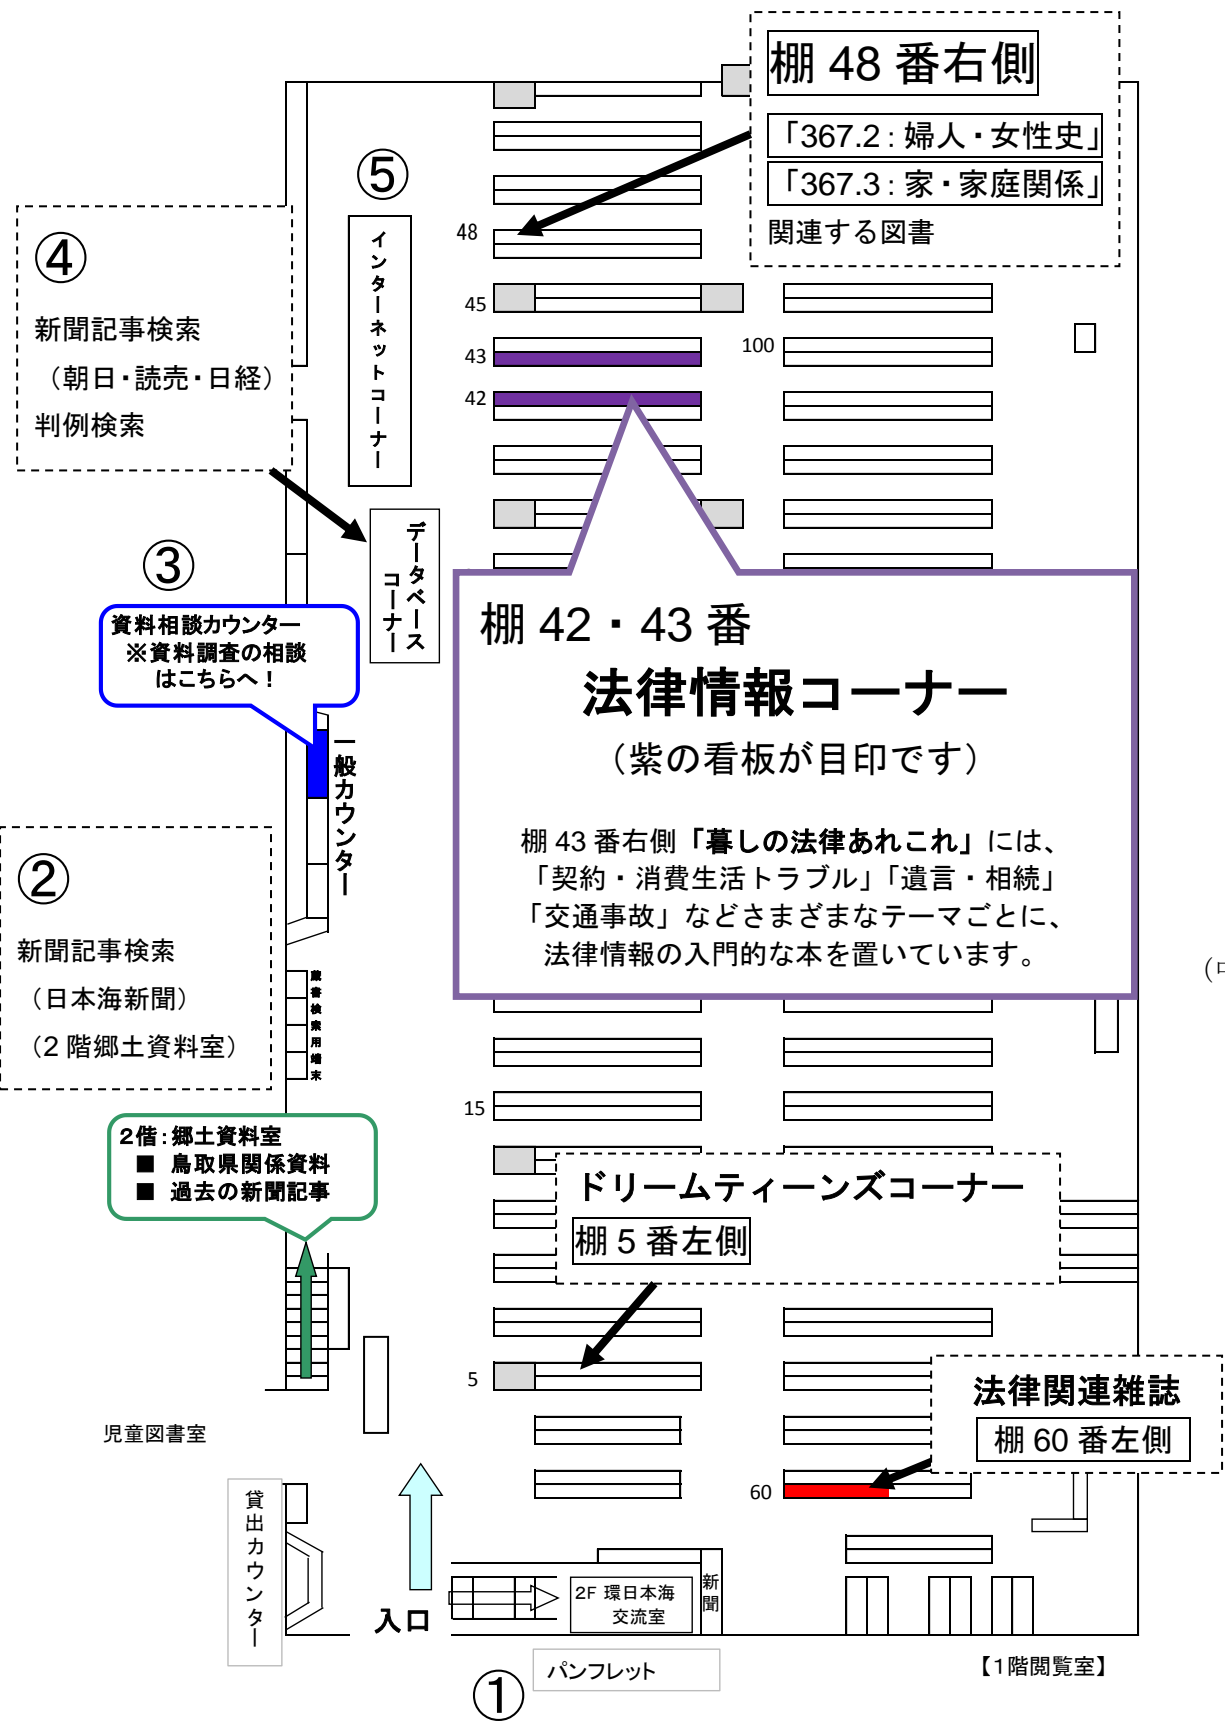 棚 48 番右側
「367.2：婦人・女性史」
「367.3：家・家庭関係」
関連する図書
⑤
インターネットコーナー
④
新聞記事検索
（朝日・読売・日経）
判例検索
48
45
43
42
100
データベース
コーナー
③
資料相談カウンター
※資料調査の相談
はこちらへ！
一般カウンター
棚 42・43 番
法律情報コーナー
（紫の看板が目印です）
棚 43 番右側「暮しの法律あれこれ」には、
「契約・消費生活トラブル」「遺言・相続」
「交通事故」などさまざまなテーマごとに、
法律情報の入門的な本を置いています。
②
新聞記事検索
（日本海新聞）
（2 階郷土資料室）
蔵書検索用端末
15
2偕：郷土資料室
■ 鳥取県関係資料
■ 過去の新聞記事
ドリームティーンズコーナー
棚 5 番左側
5
法律関連雑誌
棚 60 番左側
60
児童図書室
貸出カウンター
入口
2F 環日本海
交流室
新聞
①
パンフレット
【1階閲覧室】